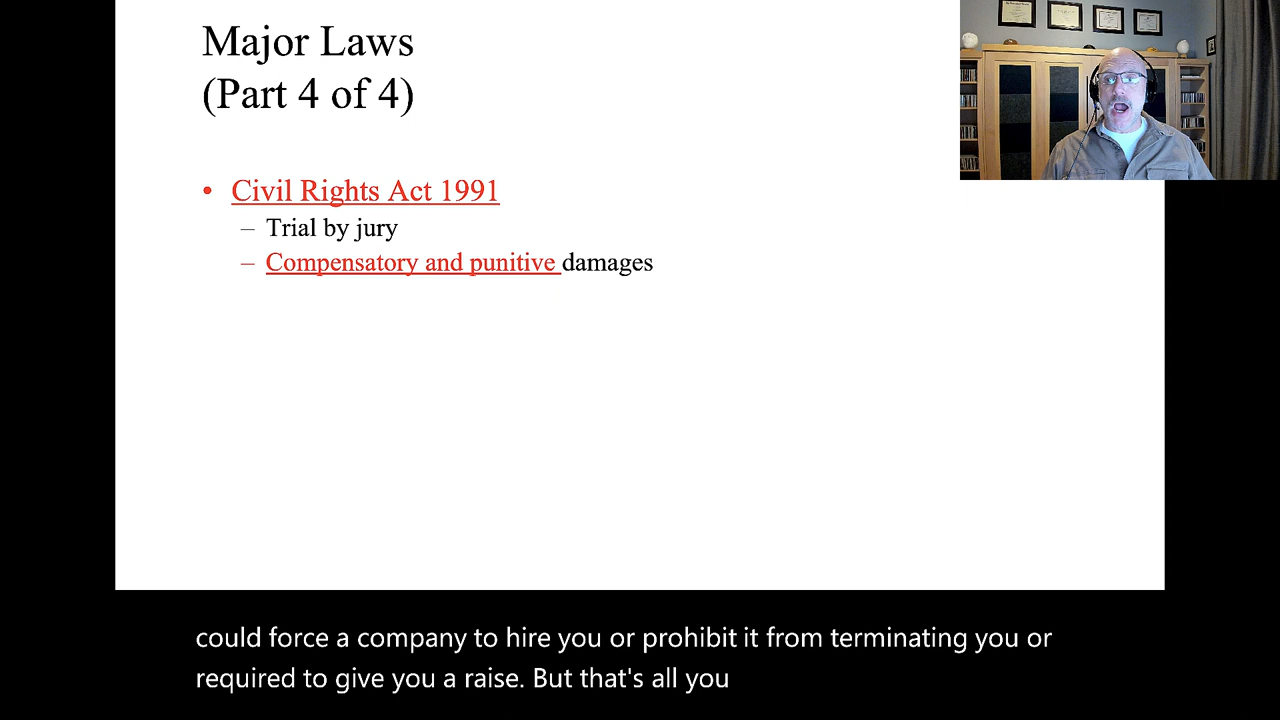 Major Laws
(Part 4 of 4)
• Civil Rights Act 1991
– Trial by jury
– Compensatory and punitive damages
could force a company to hire you or prohibit it from terminating you or
required to give you a raise. But that's all you